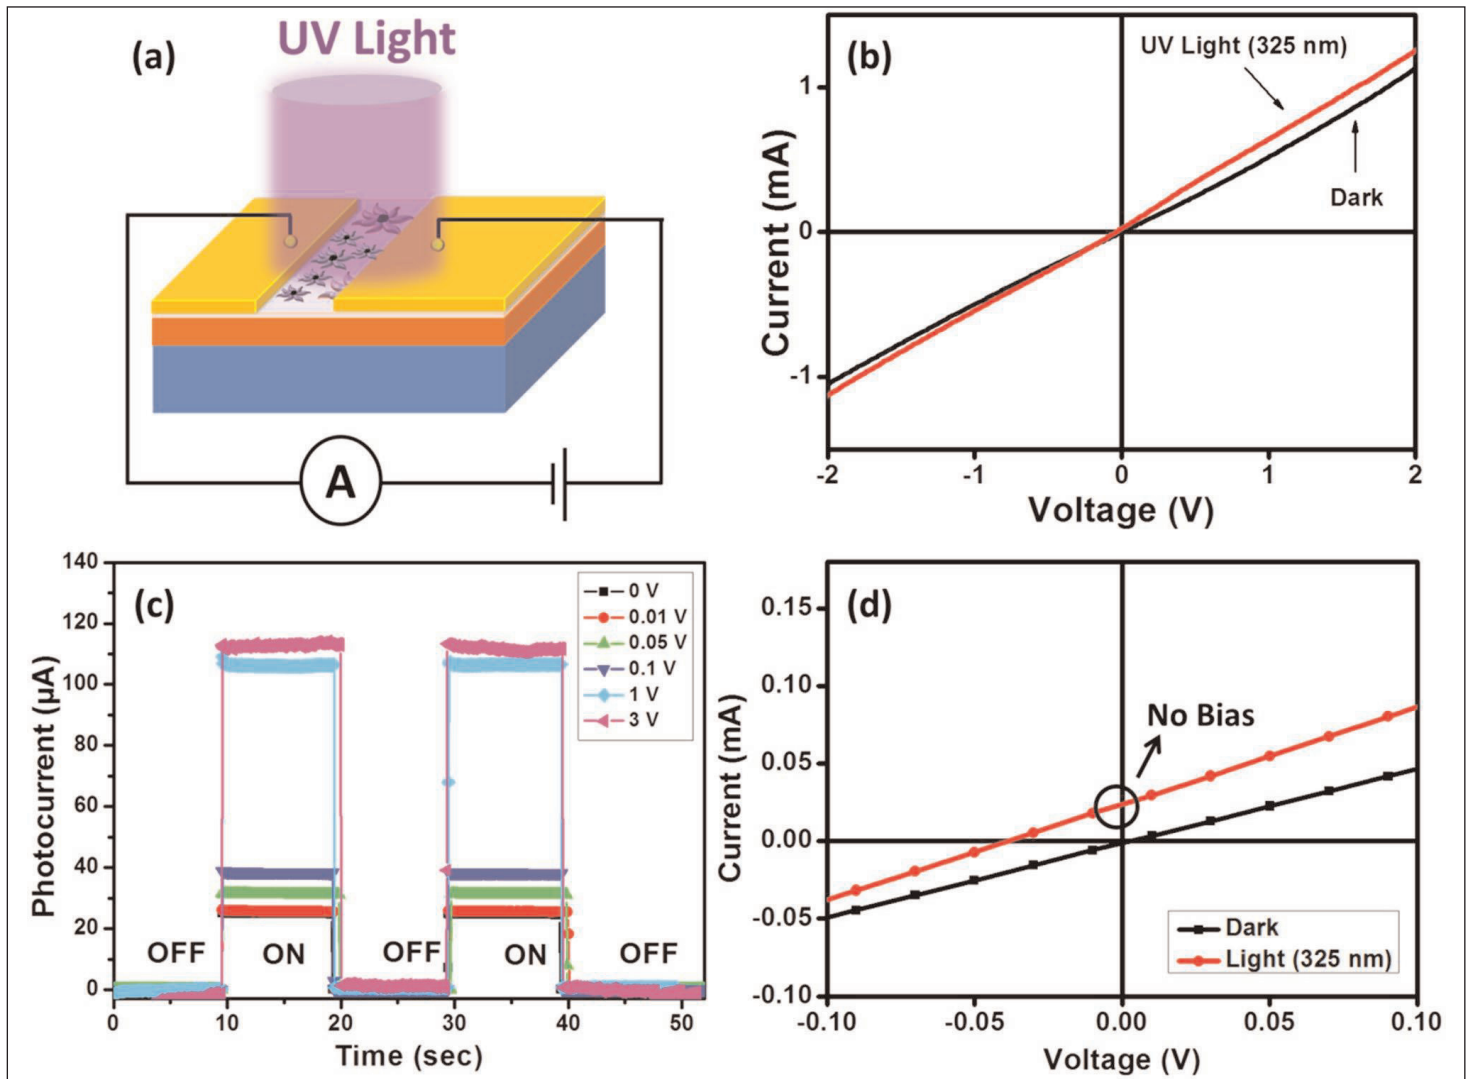 (a)
UV Light
A
(b)
UV Light (325 nm)
Dark
Current (mA)
1
0
-1
-2
-1
0
1
2
Voltage (V)
(c)
Photocurrent (µA)
140
120
100
80
60
40
20
0
0 V
0.01 V
0.05 V
0.1 V
1 V
3 V
OFF
ON
OFF
ON
OFF
0
10
20
30
40
50
Time (sec)
(d)
Current (mA)
0.15
0.10
0.05
0.00
-0.05
-0.10
No Bias
Dark
Light (325 nm)
-0.10
-0.05
0.00
0.05
0.10
Voltage (V)